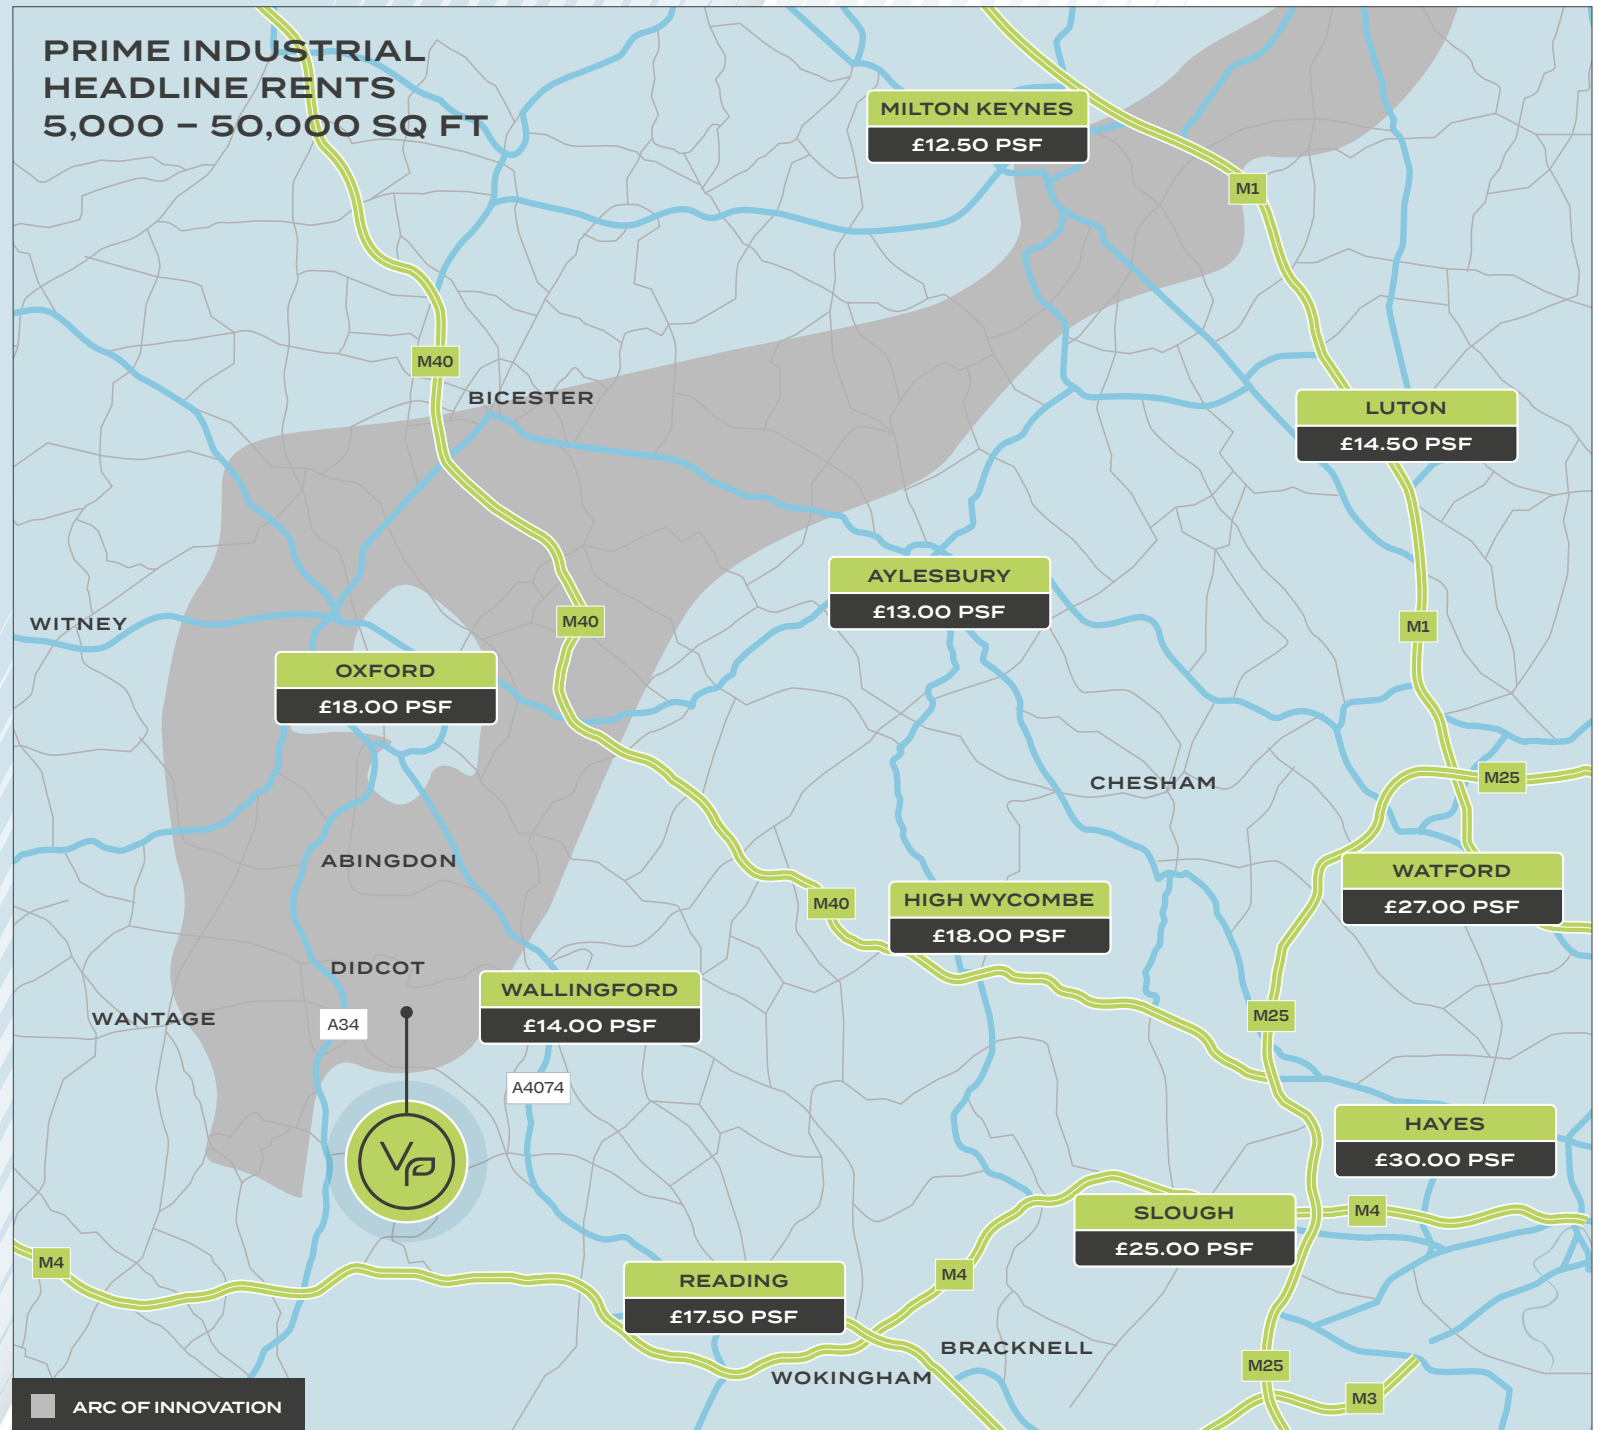 PRIME INDUSTRIAL
HEADLINE RENTS
5,000 – 50,000 SQ FT
MILTON KEYNES
£12.50 PSF
M1
M40
BICESTER
LUTON
£14.50 PSF
AYLESBURY
£13.00 PSF
WITNEY
M40
M1
OXFORD
£18.00 PSF
CHESHAM
M25
ABINGDON
WATFORD
£27.00 PSF
M40
HIGH WYCOMBE
£18.00 PSF
DIDCOT
WALLINGFORD
£14.00 PSF
WANTAGE
A34
M25
A4074
HAYES
£30.00 PSF
VP
SLOUGH
£25.00 PSF
M4
M4
M4
READING
£17.50 PSF
BRACKNELL
WOKINGHAM
M25
M3
ARC OF INNOVATION